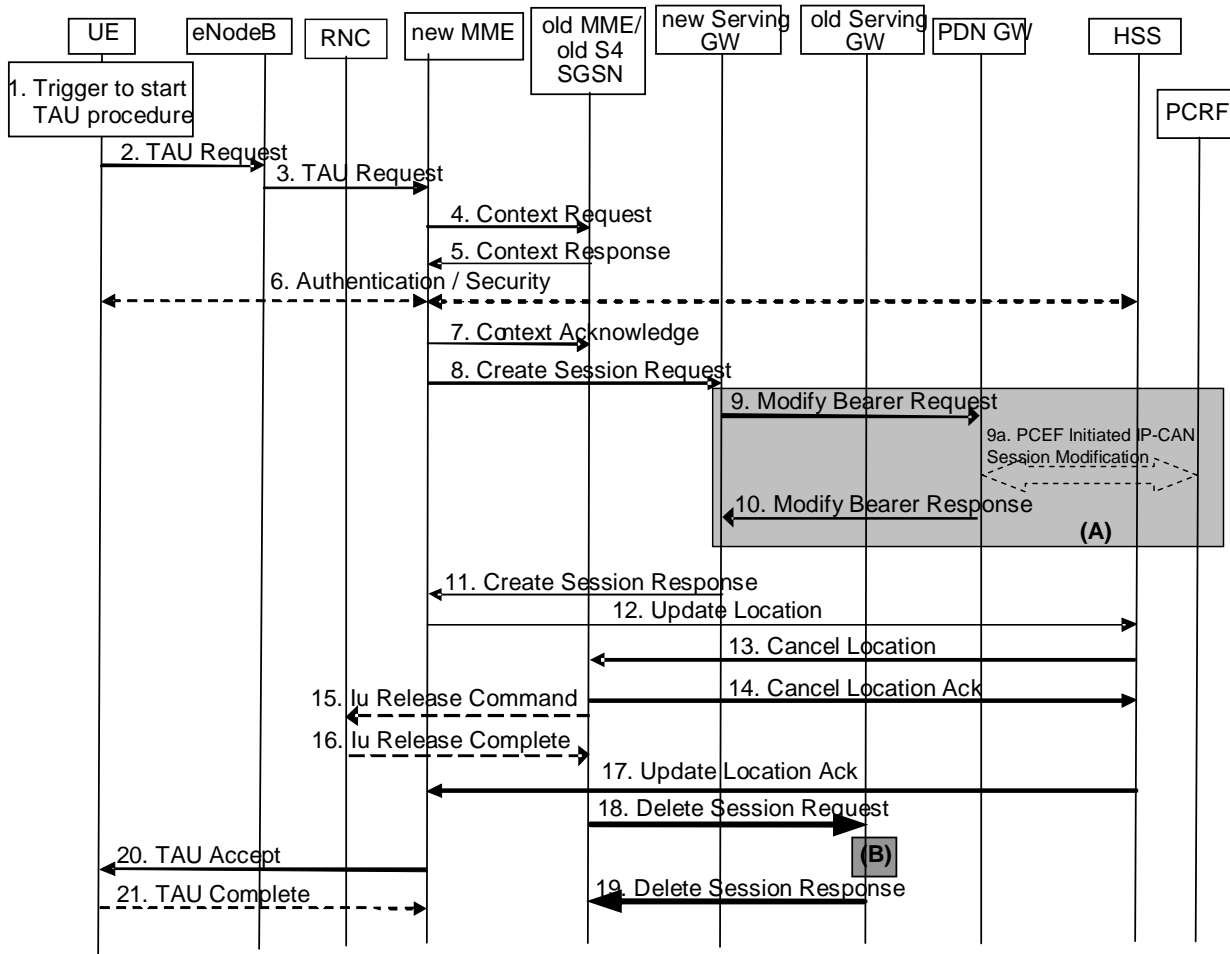 UE
eNodeB
RNC
new MME
old MME/
old S4
SGSN
new Serving
GW
old Serving
GW
PDN GW
HSS
PCRF
1. Trigger to start
TAU procedure
2. TAU Request
3. TAU Request
4. Context Request
5. Context Response
6. Authentication / Security
7. Context Acknowledge
8. Create Session Request
9. Modify Bearer Request
9a. PCEF Initiated IP-CAN
Session Modification
10. Modify Bearer Response
(A)
11. Create Session Response
12. Update Location
13. Cancel Location
14. Cancel Location Ack
15. Iu Release Command
16. Iu Release Complete
17. Update Location Ack
18. Delete Session Request
(B)
20. TAU Accept
19. Delete Session Response
21. TAU Complete